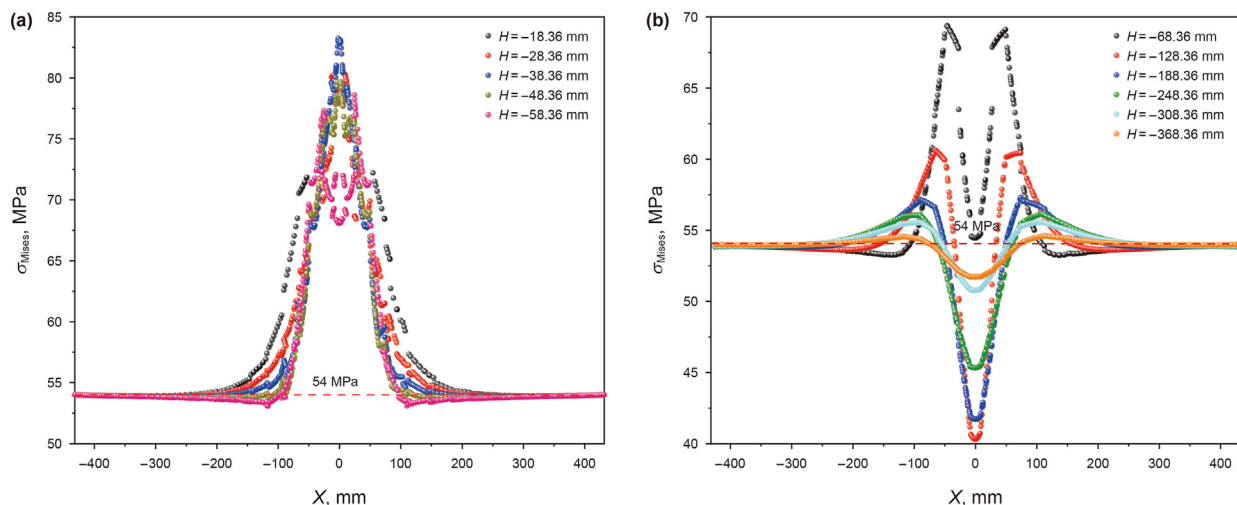 (a)
85
80
75
70
65
60
55
50
σMises, MPa
H = −18.36 mm
H = −28.36 mm
H = −38.36 mm
H = −48.36 mm
H = −58.36 mm
54 MPa
−400 −300 −200 −100 0 100 200 300 400
X, mm
(b)
70
65
60
55
50
45
40
σMises, MPa
H = −68.36 mm
H = −128.36 mm
H = −188.36 mm
H = −248.36 mm
H = −308.36 mm
H = −368.36 mm
54 MPa
−400 −300 −200 −100 0 100 200 300 400
X, mm